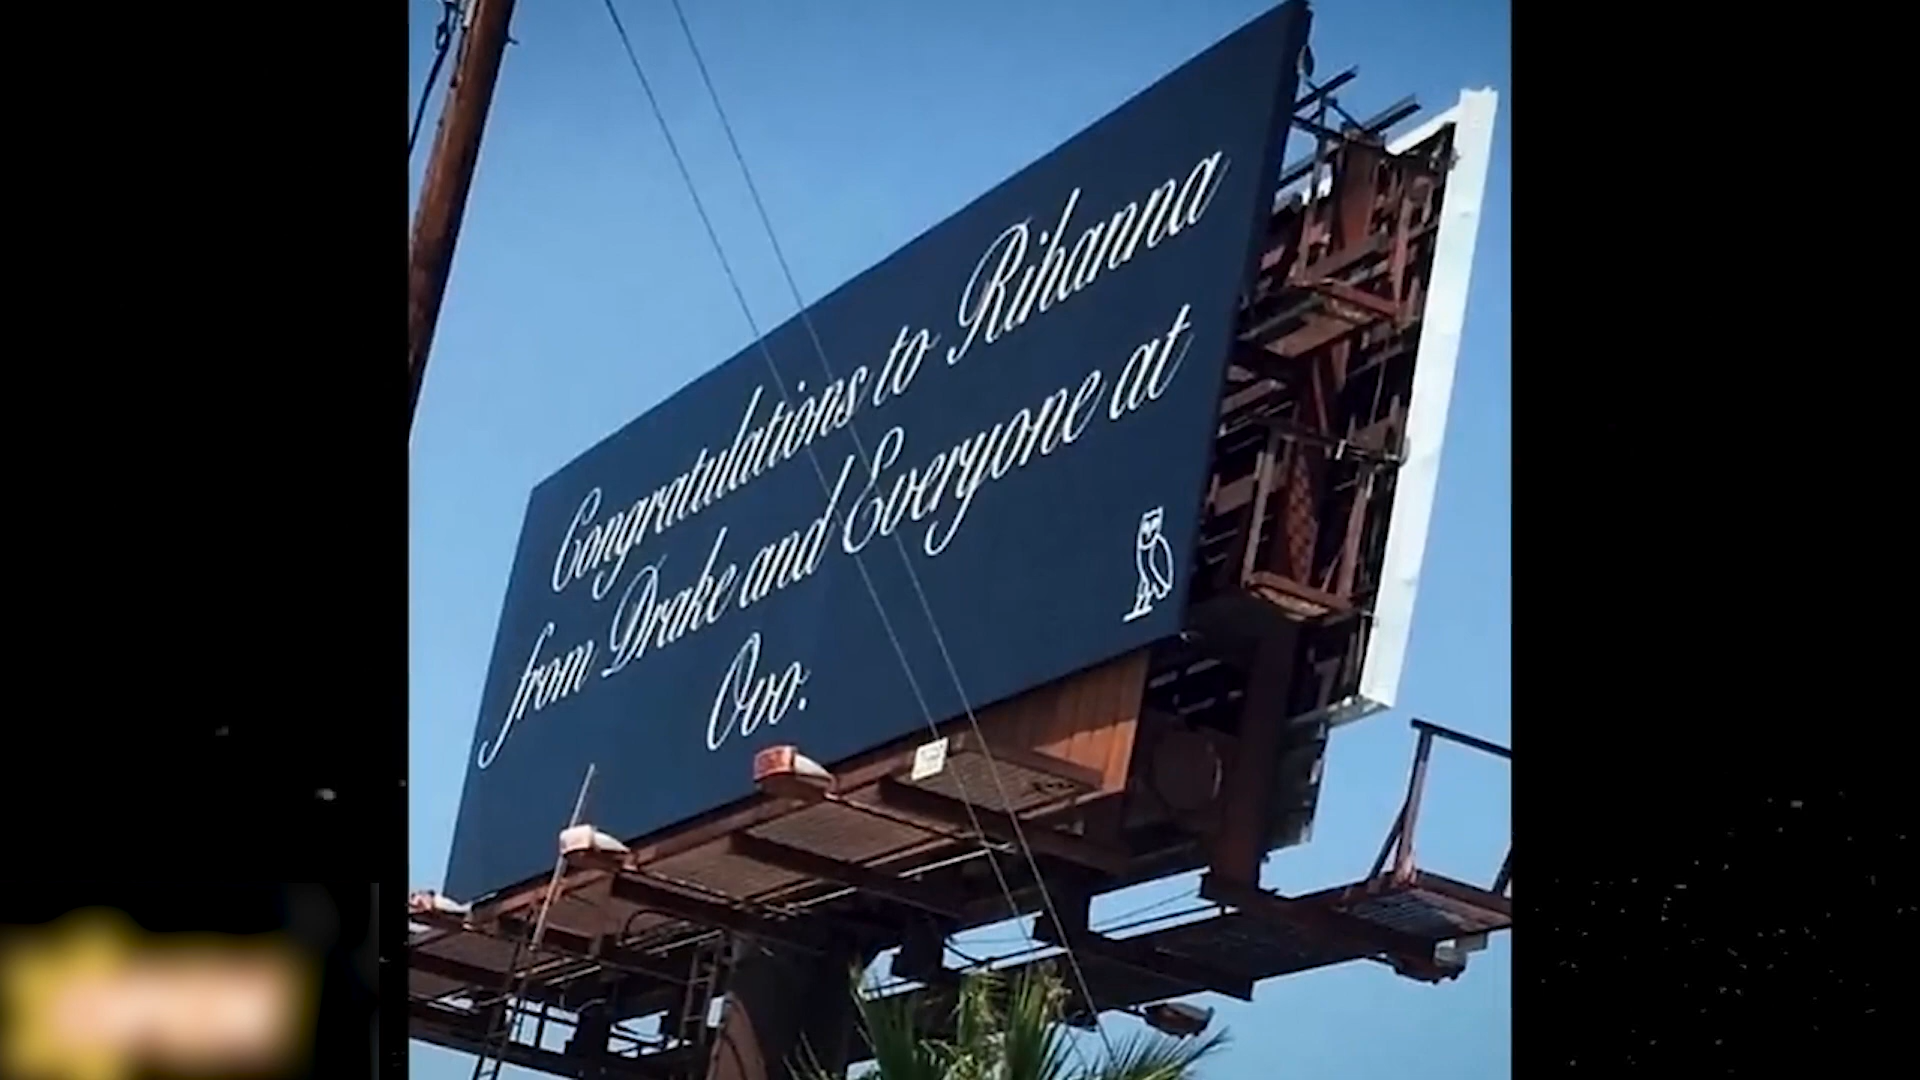 Congratulations to Rihanna
from Drake and Everyone at
Ovo.